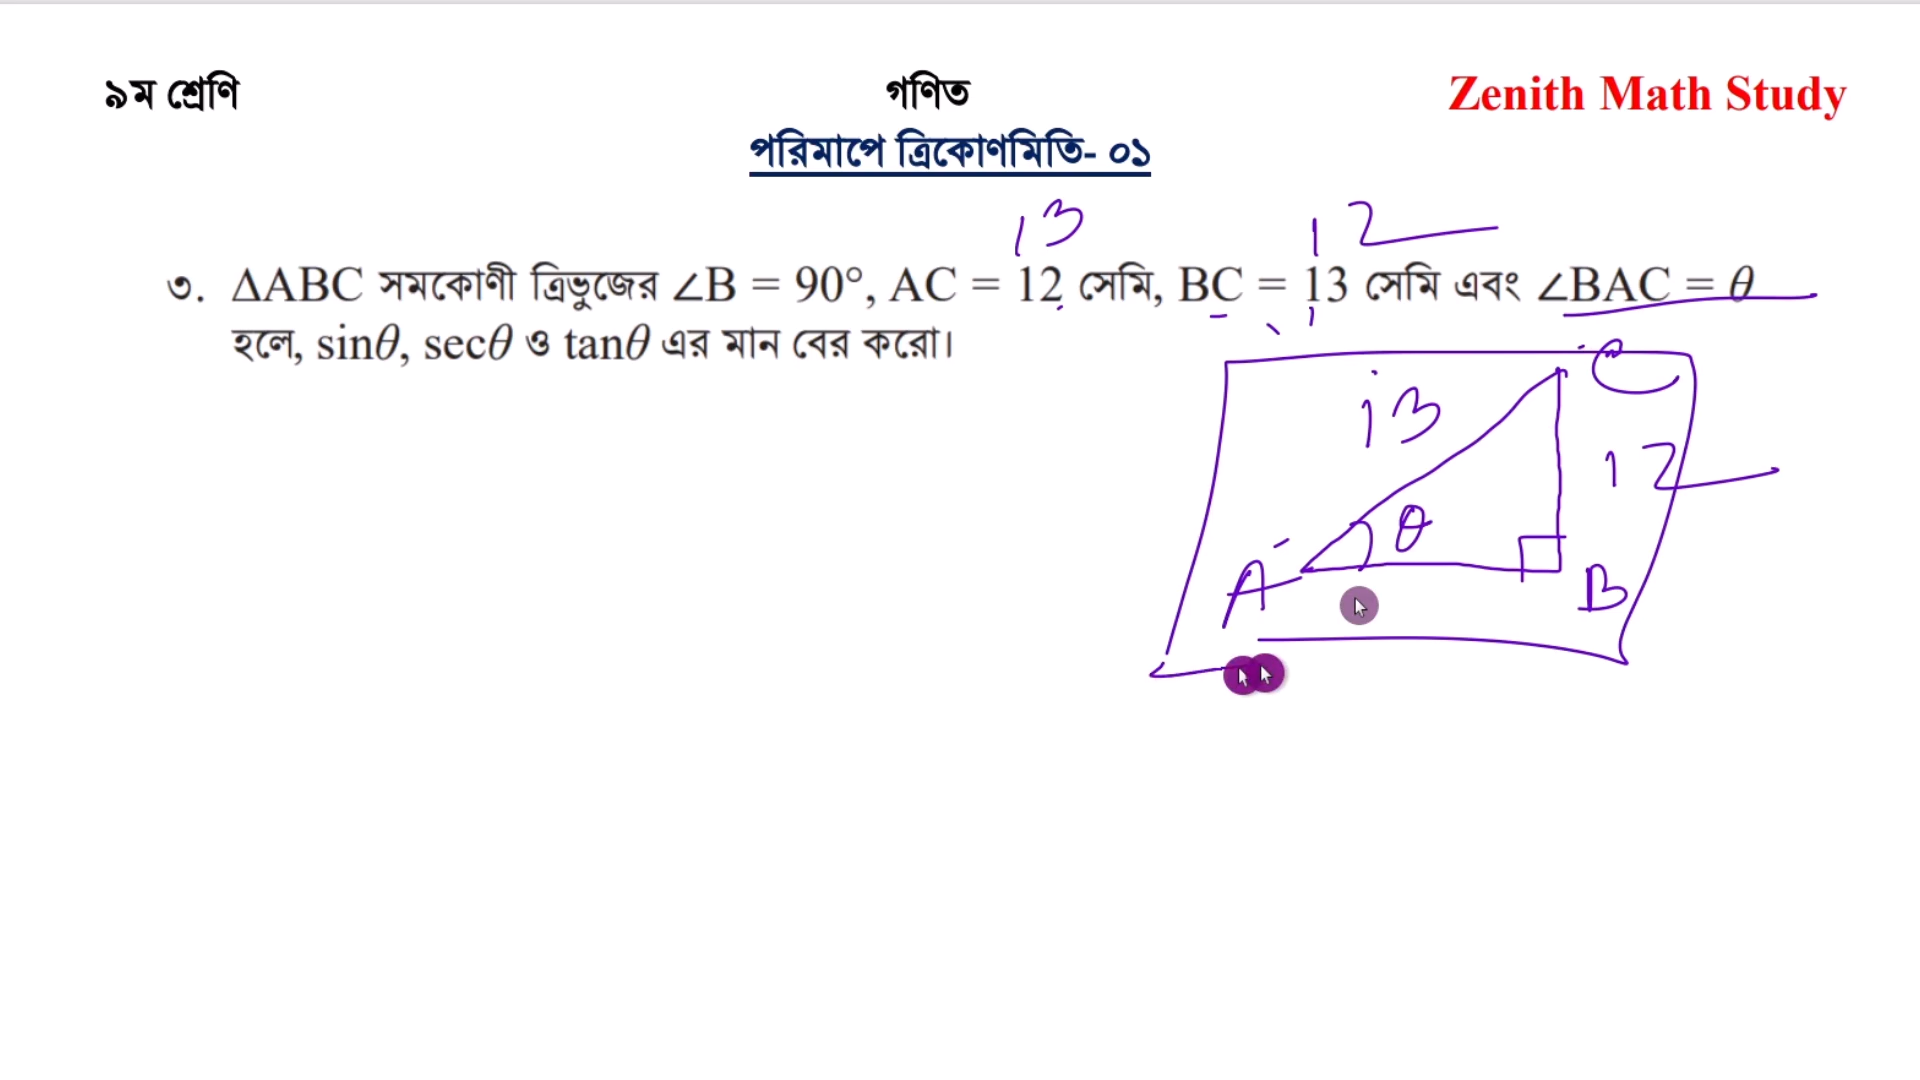 ৯ম শ্রেণি গণিত Zenith Math Study
পরিমাপে ত্রিকোণমিতি- ০১
13 12
৩. ΔABC সমকোণী ত্রিভুজের ∠B = 90°, AC = 12 সেমি, BC = 13 সেমি এবং ∠BAC = θ
হলে, sinθ, secθ ও tanθ এর মান বের করো।
C
13
12
θ
A B